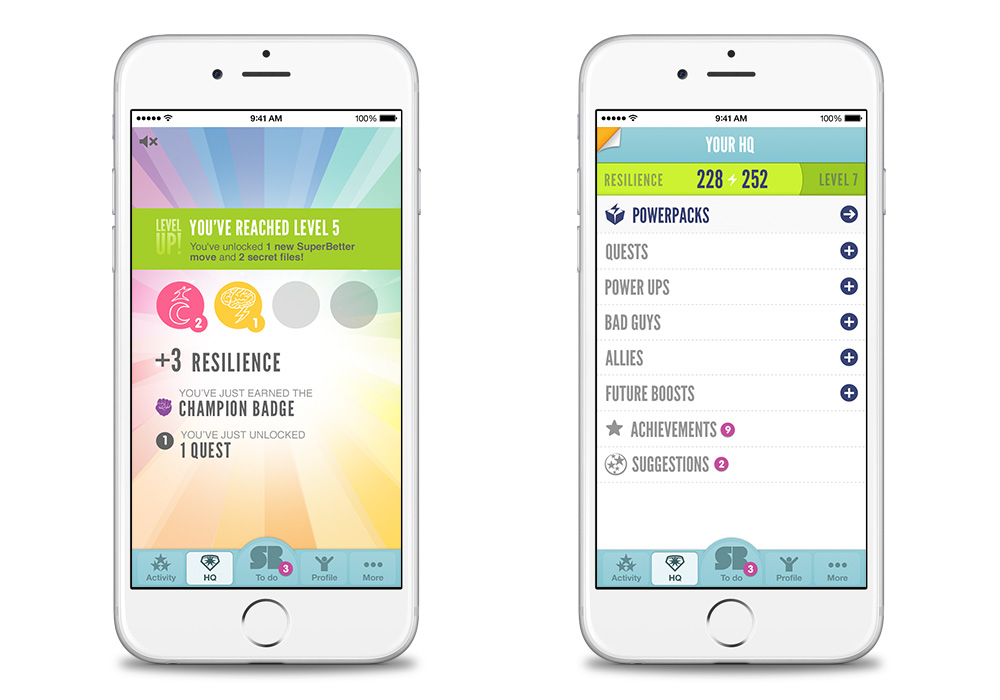 9:41 AM
100%
LEVEL UP!
YOU'VE REACHED LEVEL 5
You've unlocked 1 new SuperBetter
move and 2 secret files!
2
1
+3 RESILIENCE
YOU'VE JUST EARNED THE
CHAMPION BADGE
1
YOU'VE JUST UNLOCKED
1 QUEST
Activity
HQ
SB
To do
3
Profile
More
9:41 AM
100%
YOUR HQ
RESILIENCE 228 252 LEVEL 7
POWERPACKS
QUESTS
POWER UPS
BAD GUYS
ALLIES
FUTURE BOOSTS
ACHIEVEMENTS 9
SUGGESTIONS 2
Activity
HQ
SB
To do
3
Profile
More